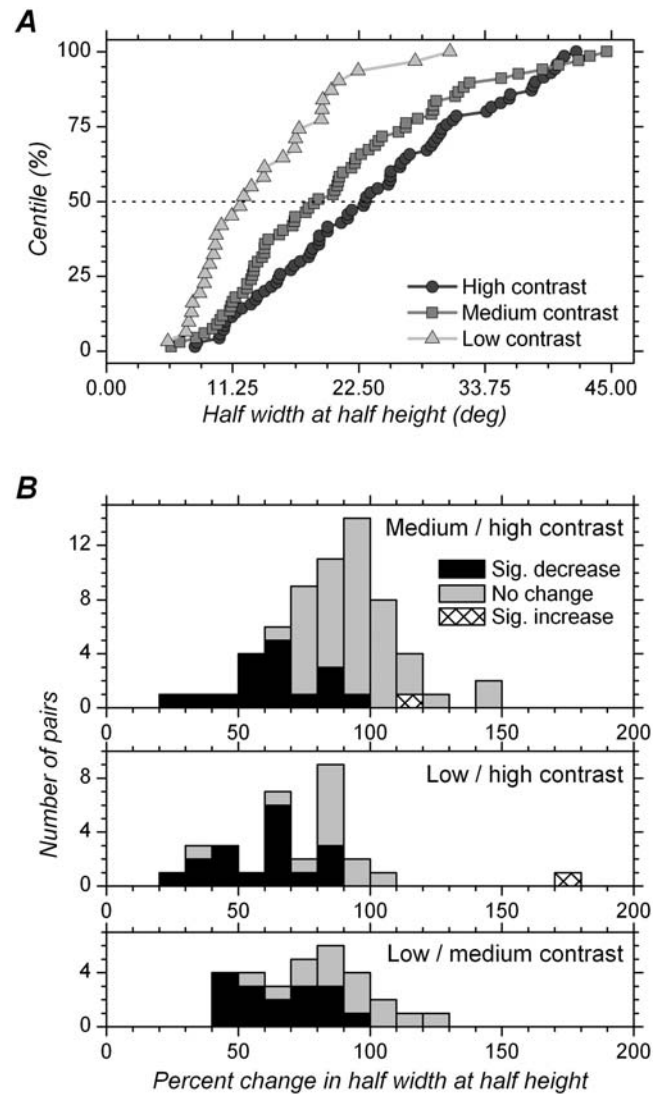 A
Centile (%)
100
75
50
25
0
High contrast
Medium contrast
Low contrast
0.00 11.25 22.50 33.75 45.00
Half width at half height (deg)
B
Number of pairs
Medium / high contrast
Sig. decrease
No change
Sig. increase
12
8
4
0
0 50 100 150 200
Low / high contrast
8
4
0
0 50 100 150 200
Low / medium contrast
4
0
0 50 100 150 200
Percent change in half width at half height